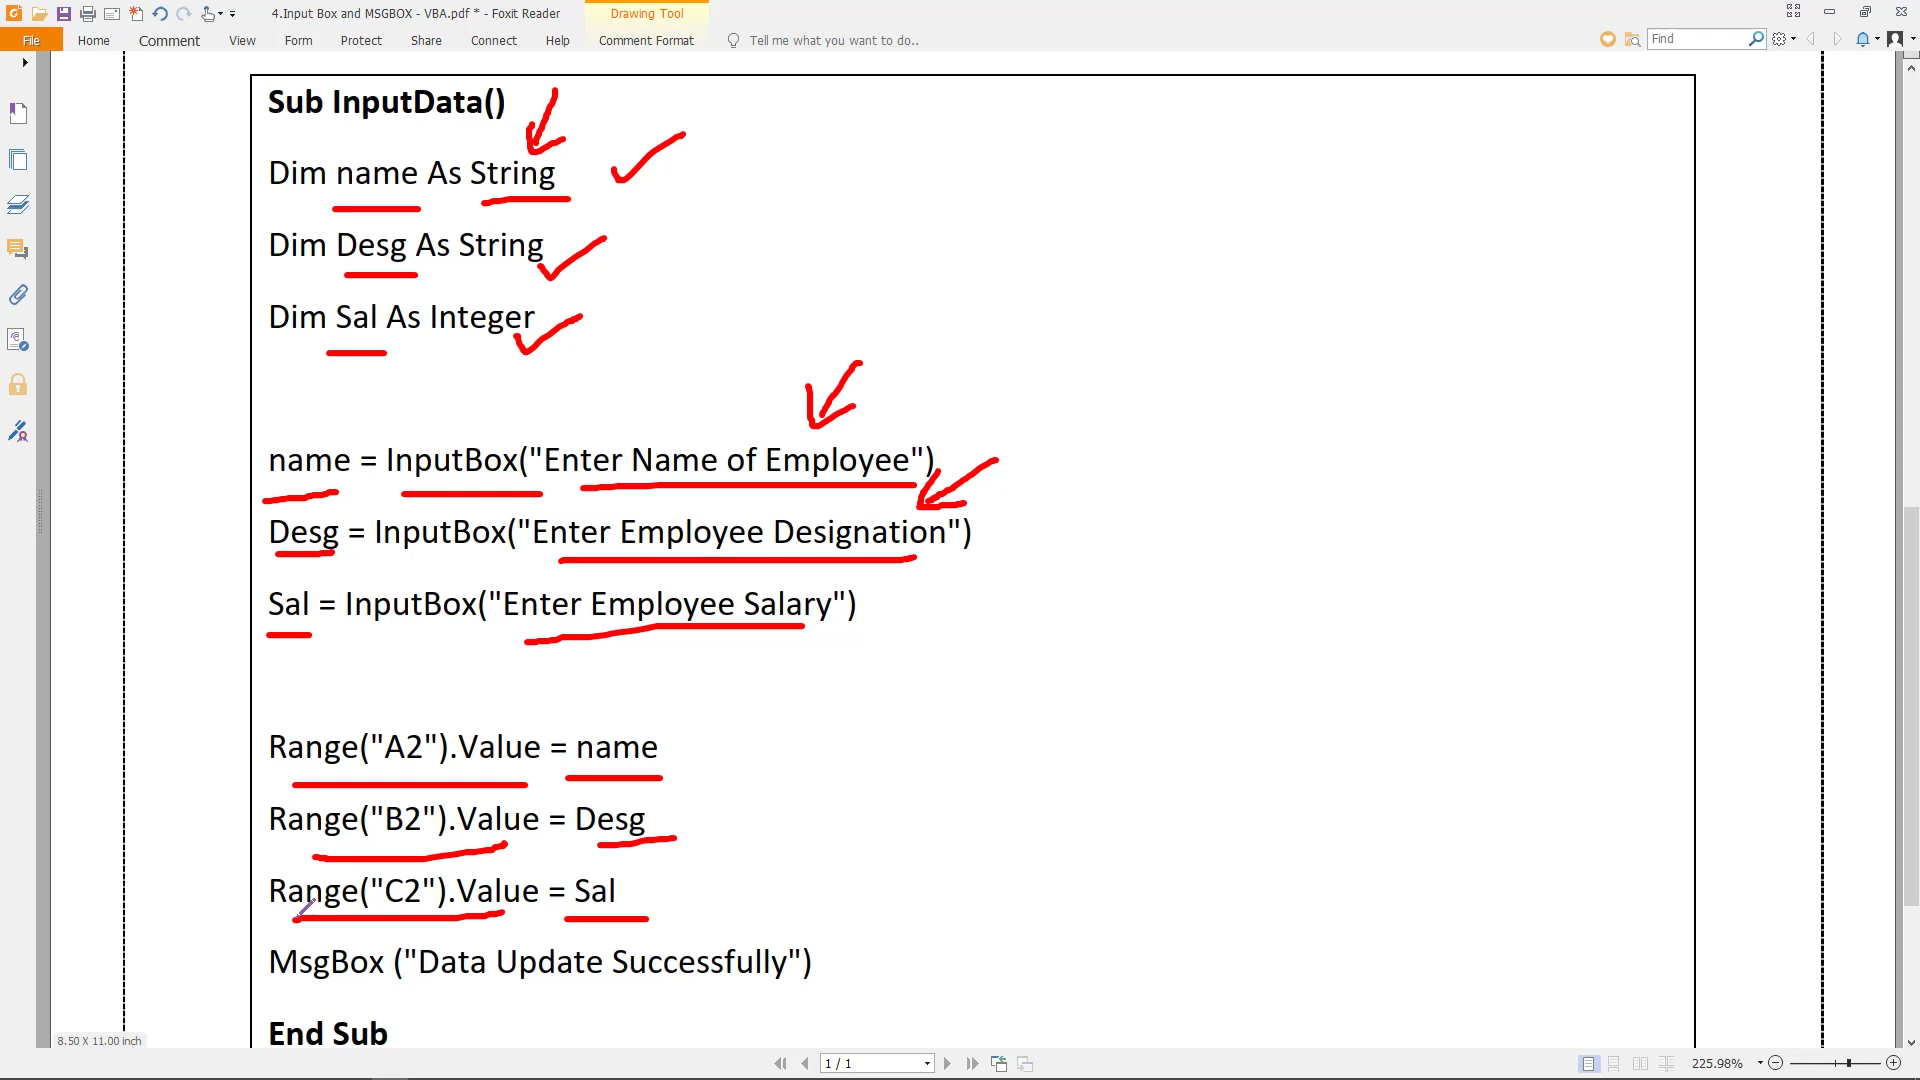 4.Input Box and MSGBOX - VBA.pdf * - Foxit Reader
Drawing Tool
File Home Comment View Form Protect Share Connect Help Comment Format Tell me what you want to do.. Find
Sub InputData()
Dim name As String
Dim Desg As String
Dim Sal As Integer
name = InputBox("Enter Name of Employee")
Desg = InputBox("Enter Employee Designation")
Sal = InputBox("Enter Employee Salary")
Range("A2").Value = name
Range("B2").Value = Desg
Range("C2").Value = Sal
MsgBox ("Data Update Successfully")
End Sub
8.50 X 11.00 inch
1 / 1
225.98%